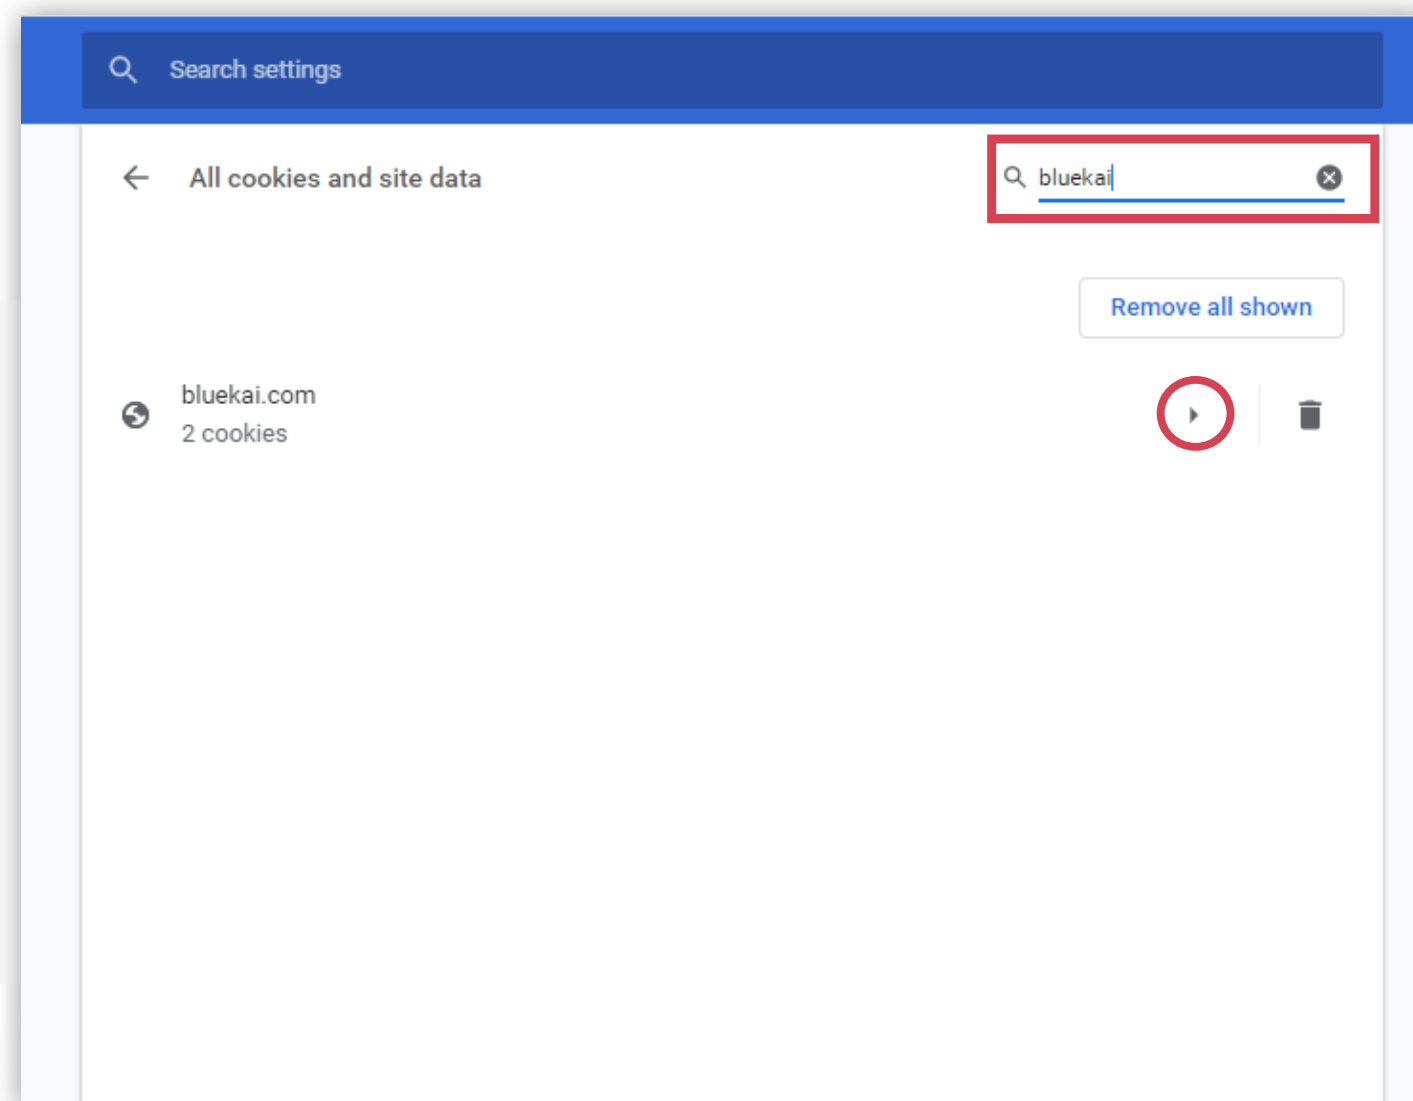 Search settings
All cookies and site data
bluekai
Remove all shown
bluekai.com
2 cookies